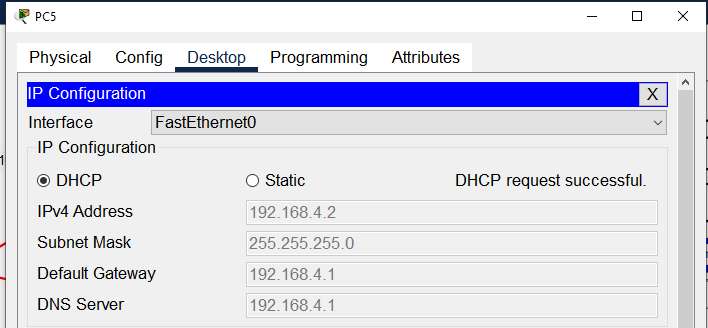 PC5
Physical Config Desktop Programming Attributes
IP Configuration X
Interface FastEthernet0
IP Configuration
DHCP Static DHCP request successful.
IPv4 Address 192.168.4.2
Subnet Mask 255.255.255.0
Default Gateway 192.168.4.1
DNS Server 192.168.4.1